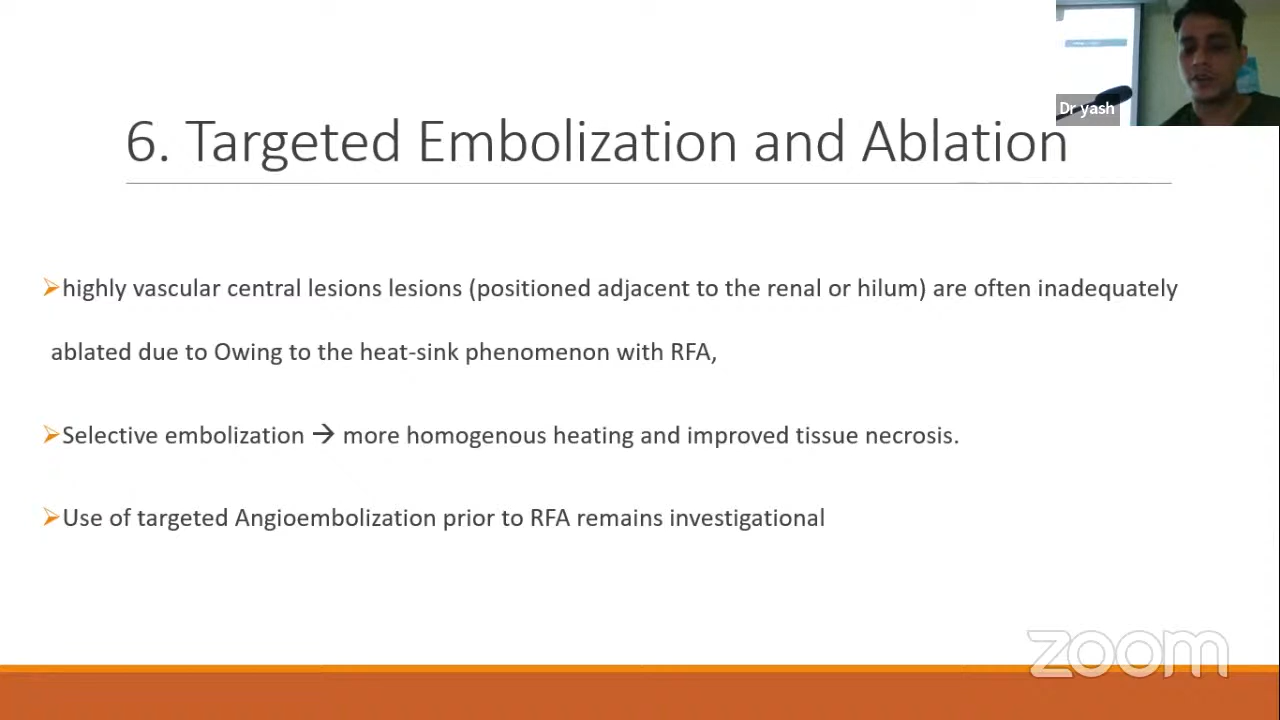 Dr yash
6. Targeted Embolization and Ablation
➢highly vascular central lesions lesions (positioned adjacent to the renal or hilum) are often inadequately
ablated due to Owing to the heat-sink phenomenon with RFA,
➢Selective embolization → more homogenous heating and improved tissue necrosis.
➢Use of targeted Angioembolization prior to RFA remains investigational
zoom